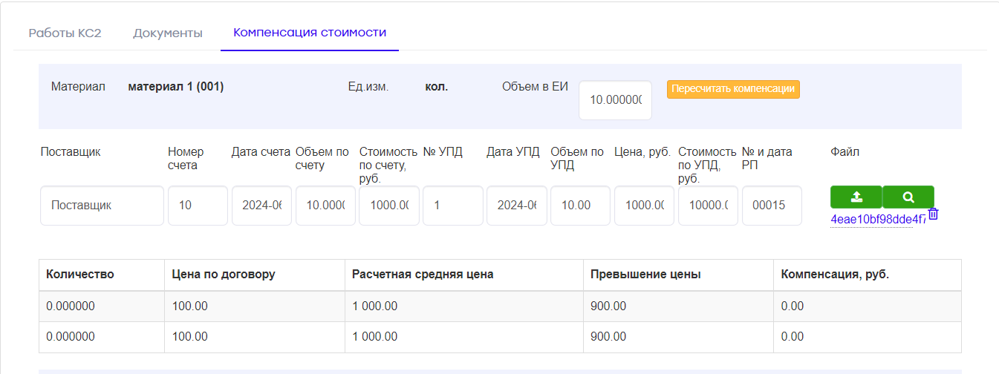 Работы КС2 Документы Компенсация стоимости
Материал материал 1 (001) Ед.изм. кол. Объем в ЕИ 10.000000 Пересчитать компенсации
Поставщик Номер счета Дата счета Объем по счету Стоимость по счету, руб. № УПД Дата УПД Объем по УПД Цена, руб. Стоимость по УПД, руб. № и дата РП Файл
Поставщик 10 2024-06 10.000 1000.00 1 2024-06 10.00 1000.00 10000.0 00015
4eae10bf98dde4f7
Количество Цена по договору Расчетная средняя цена Превышение цены Компенсация, руб.
0.000000 100.00 1 000.00 900.00 0.00
0.000000 100.00 1 000.00 900.00 0.00